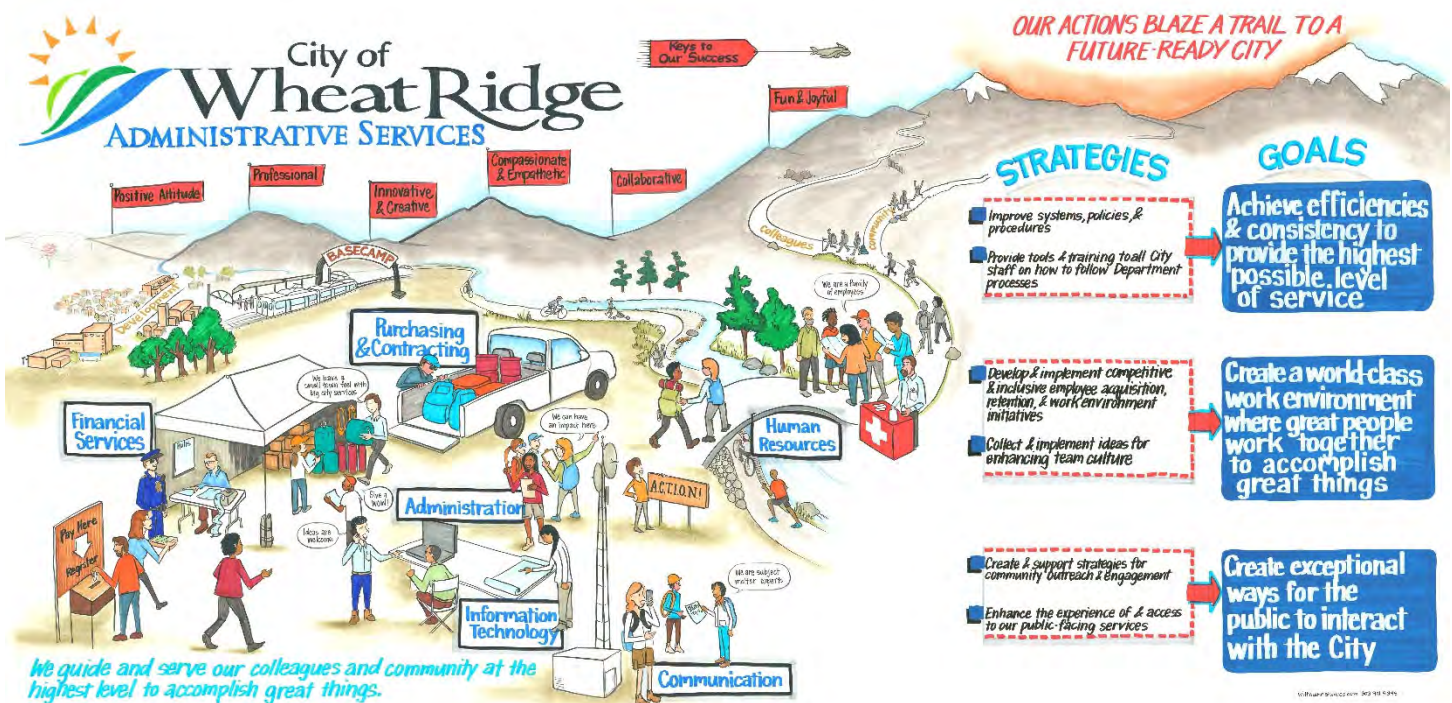 City of
Wheat Ridge
ADMINISTRATIVE SERVICES
Keys to
Our Success
OUR ACTIONS BLAZE A TRAIL TO A
FUTURE-READY CITY
Positive Attitude
Professional
Innovative
& Creative
Compassionate
& Empathetic
Collaborative
Fun & Joyful
BASECAMP
Development
colleagues
community
We are a family
of employees
Purchasing
& Contracting
We have a
small town feel with
big city services
Financial
Services
Rules
We can have
an impact here
Human
Resources
Give a
wow!
Administration
A.C.T.I.O.N!
Ideas are
welcome
Pay Here
Register
We are subject
matter experts
Information
Technology
Communication
We guide and serve our colleagues and community at the
highest level to accomplish great things.
STRATEGIES
GOALS
Improve systems, policies, &
procedures
Provide tools & training to all City
staff on how to follow Department
processes
Achieve efficiencies
& consistency to
provide the highest
possible level
of service
Develop & implement competitive
& inclusive employee acquisition,
retention, & work environment
initiatives
Collect & implement ideas for
enhancing team culture
Create a world-class
work environment
where great people
work together
to accomplish
great things
Create & support strategies for
community outreach & engagement
Enhance the experience of & access
to our public-facing services
Create exceptional
ways for the
public to interact
with the City